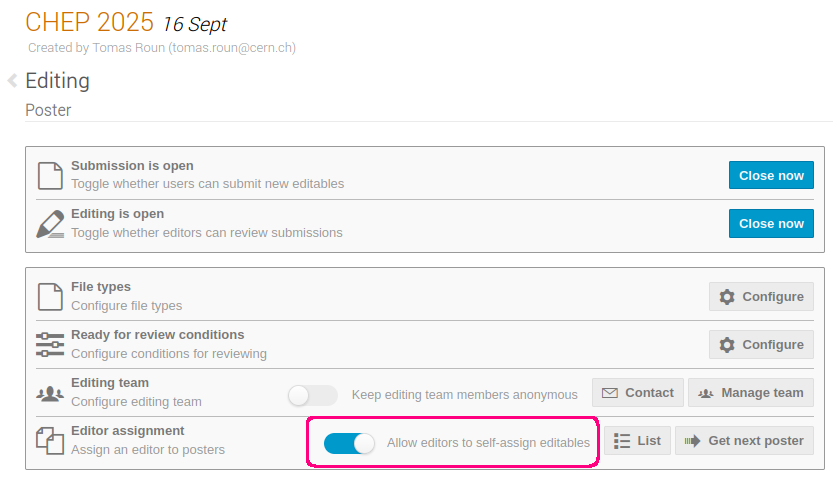 CHEP 2025 16 Sept
Created by Tomas Roun (tomas.roun@cern.ch)
Editing
Poster
Submission is open
Toggle whether users can submit new editables
Close now
Editing is open
Toggle whether editors can review submissions
Close now
File types
Configure file types
Configure
Ready for review conditions
Configure conditions for reviewing
Configure
Editing team
Configure editing team
Keep editing team members anonymous
Contact
Manage team
Editor assignment
Assign an editor to posters
Allow editors to self-assign editables
List
Get next poster